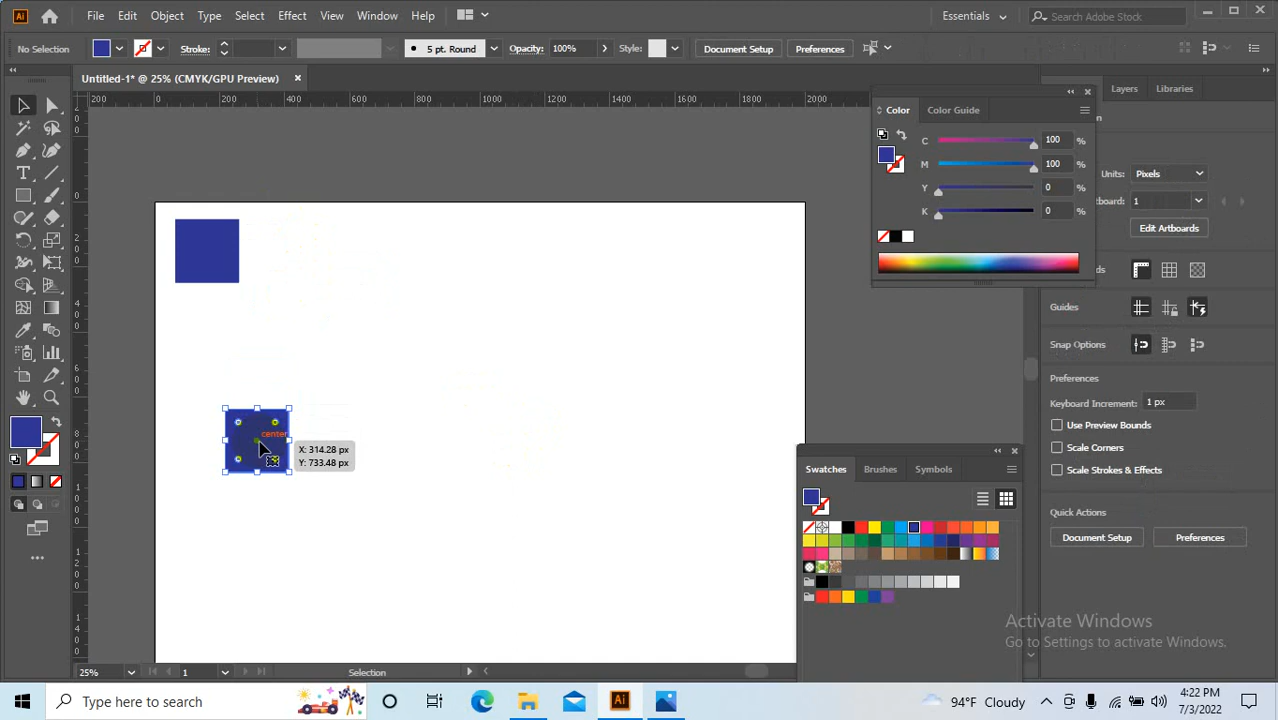 Ai File Edit Object Type Select Effect View Window Help Essentials Search Adobe Stock
No Selection Stroke: 5 pt. Round Opacity: 100% Style: Document Setup Preferences
Untitled-1* @ 25% (CMYK/GPU Preview)
200 0 200 400 600 800 1000 1200 1400 1600 1800 2000
Layers Libraries
Color Color Guide
C 100 %
M 100 %
Y 0 %
K 0 %
Units: Pixels
1
Edit Artboards
Guides
Snap Options
Preferences
Keyboard Increment: 1 px
Use Preview Bounds
Scale Corners
Scale Strokes & Effects
Quick Actions
Document Setup Preferences
center
X: 314.28 px
Y: 733.48 px
Swatches Brushes Symbols
Activate Windows
Go to Settings to activate Windows.
25% 1 Selection
Type here to search Ai 94°F Cloudy 4:22 PM
7/3/2022